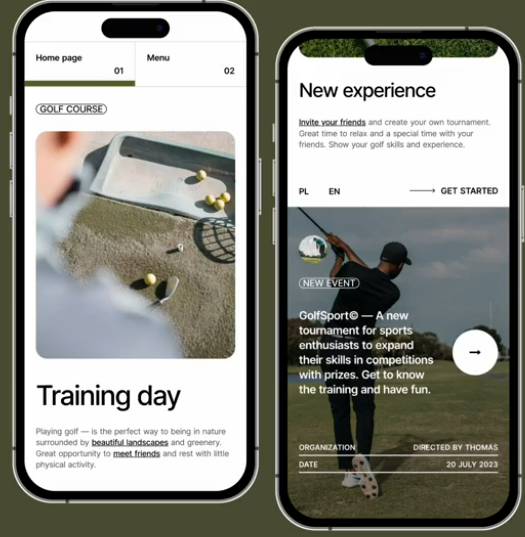 Home page
01
Menu
02
GOLF COURSE
Training day
Playing golf — is the perfect way to being in nature
surrounded by beautiful landscapes and greenery.
Great opportunity to meet friends and rest with little
physical activity.
New experience
Invite your friends and create your own tournament.
Great time to relax and a special time with your
friends. Show your golf skills and experience.
PL EN ⟶ GET STARTED
NEW EVENT
GolfSport© — A new
tournament for sports
enthusiasts to expand
their skills in competitions
with prizes. Get to know
the training and have fun.
→
ORGANIZATION DIRECTED BY THOMAS
DATE 20 JULY 2023